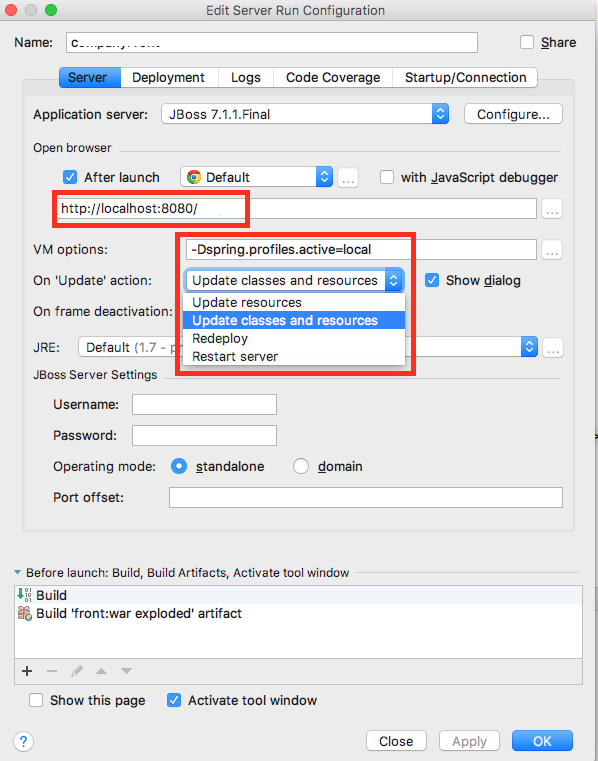 Edit Server Run Configuration
Name:
Share
Server Deployment Logs Code Coverage Startup/Connection
Application server: JBoss 7.1.1.Final Configure...
Open browser
After launch Default ... with JavaScript debugger
http://localhost:8080/ ...
VM options: -Dspring.profiles.active=local ...
On 'Update' action: Update classes and resources Show dialog
Update resources
On frame deactivation: Update classes and resources
Redeploy
JRE: Default (1.7 - Restart server ...
JBoss Server Settings
Username:
Password:
Operating mode: standalone domain
Port offset:
Before launch: Build, Build Artifacts, Activate tool window
Build
Build 'front:war exploded' artifact
Show this page Activate tool window
? Close Apply OK